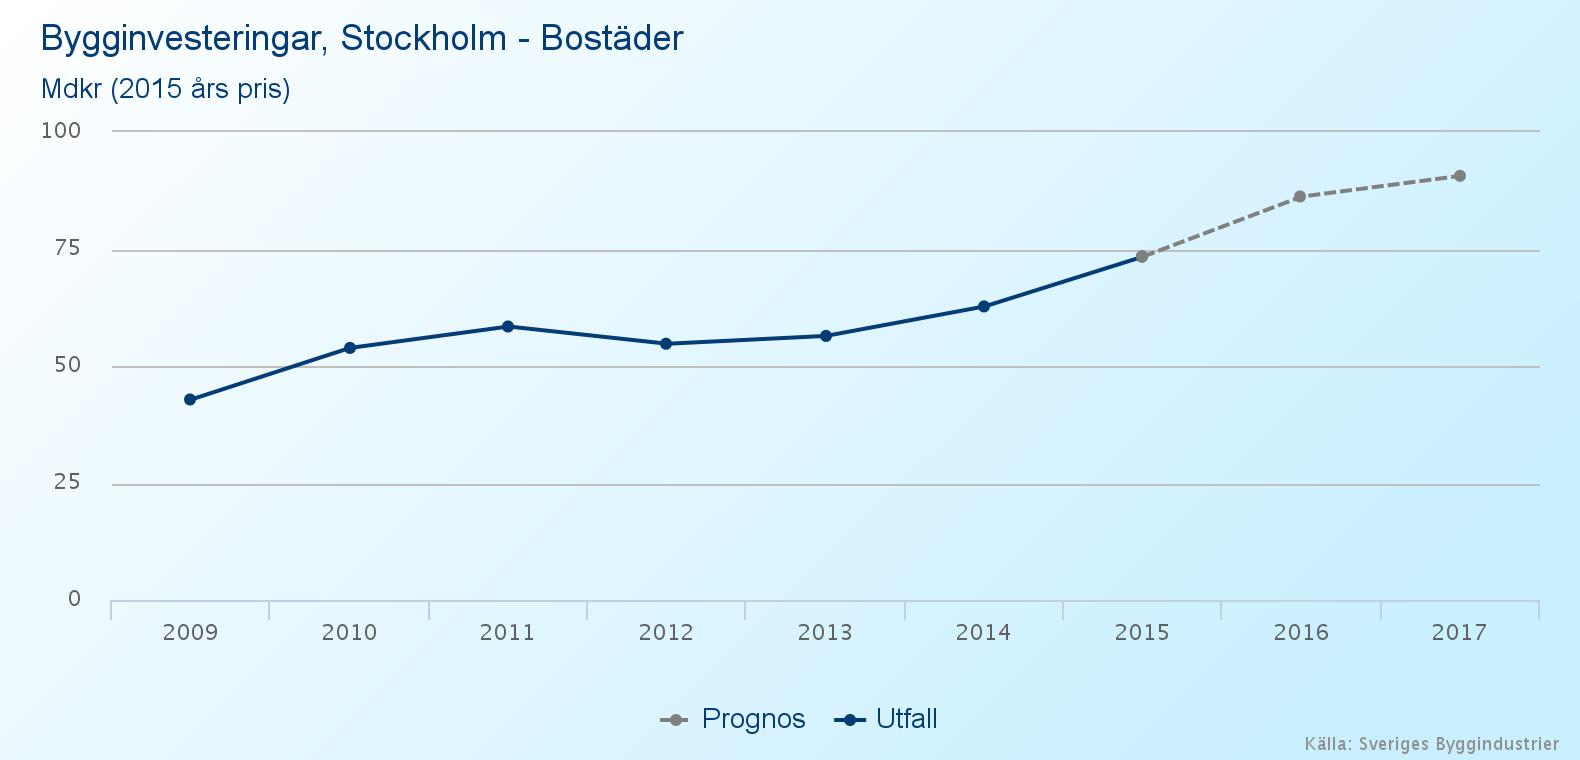 Bygginvesteringar, Stockholm - Bostäder
Mdkr (2015 års pris)
100
75
50
25
0
2009 2010 2011 2012 2013 2014 2015 2016 2017
Prognos Utfall
Källa: Sveriges Byggindustrier